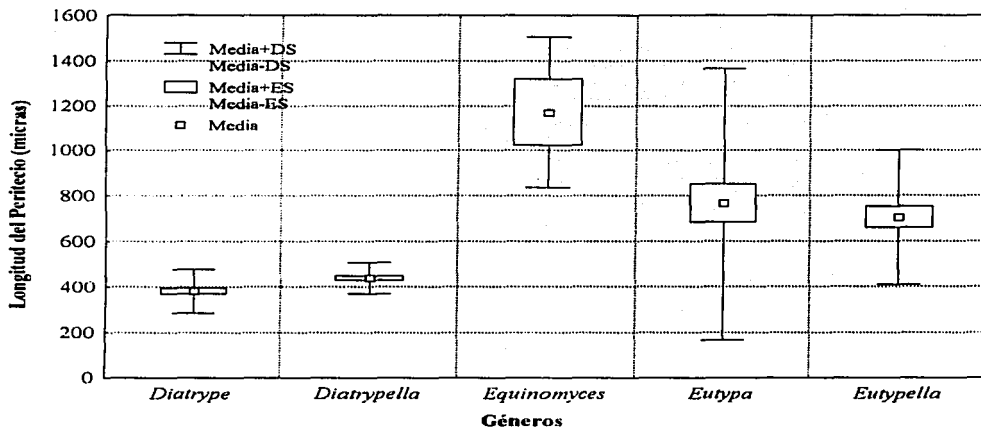 Longitud del Peritecio (micras)
1600
1400
1200
1000
800
600
400
200
0
Media+DS
Media-DS
Media+ES
Media-ES
Media
Diatrype
Diatrypella
Equinomyces
Eutypa
Eutypella
Géneros